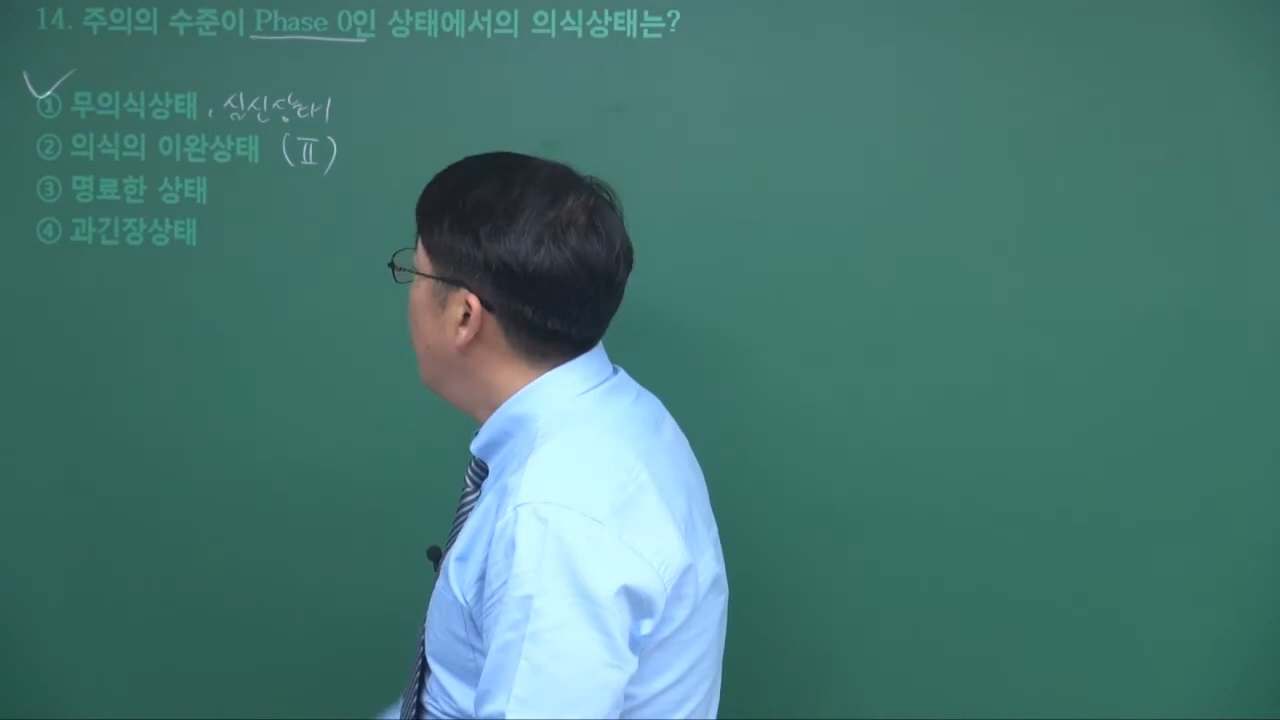 14. 주의의 수준이 Phase 0인 상태에서의 의식상태는?
① 무의식상태, 실신상태
② 의식의 이완상태 (Ⅱ)
③ 명료한 상태
④ 과긴장상태